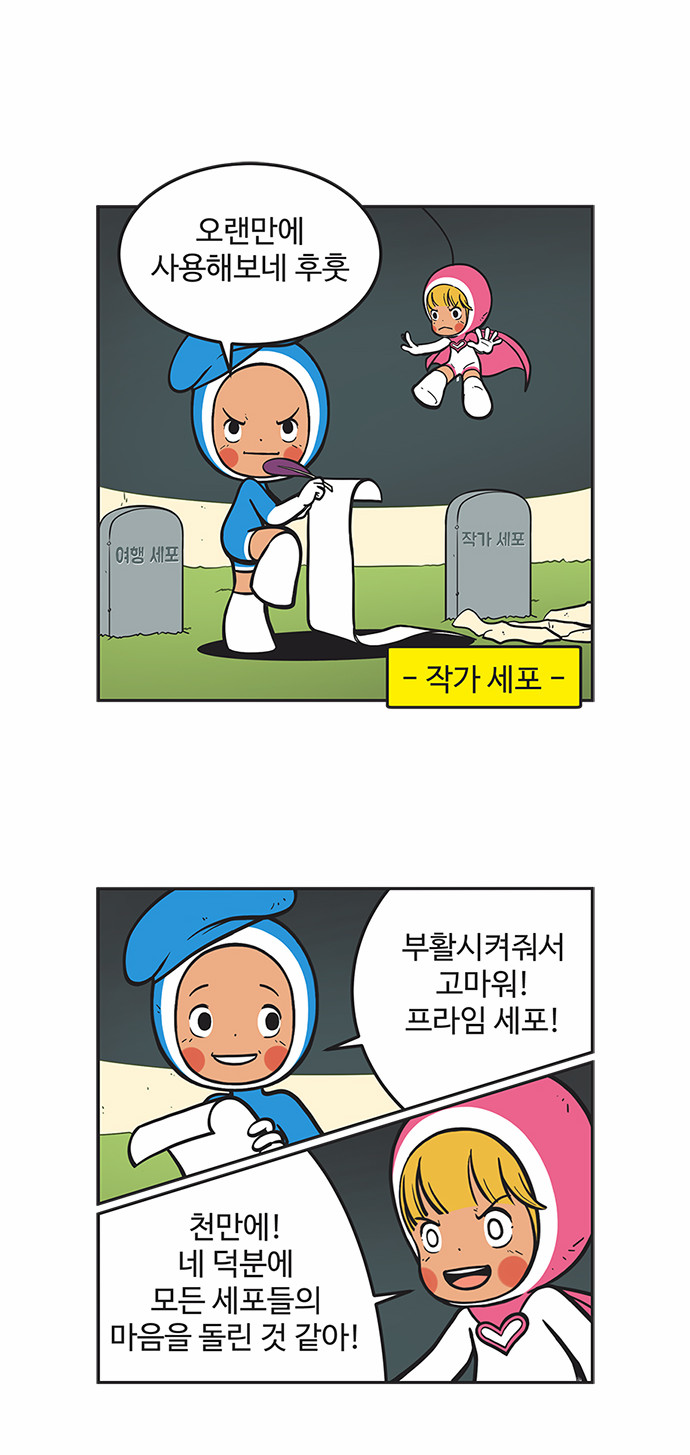 오랜만에
사용해보네 후훗
여행 세포
작가 세포
- 작가 세포 -
부활시켜줘서
고마워!
프라임 세포!
천만에!
네 덕분에
모든 세포들의
마음을 돌린 것 같아!